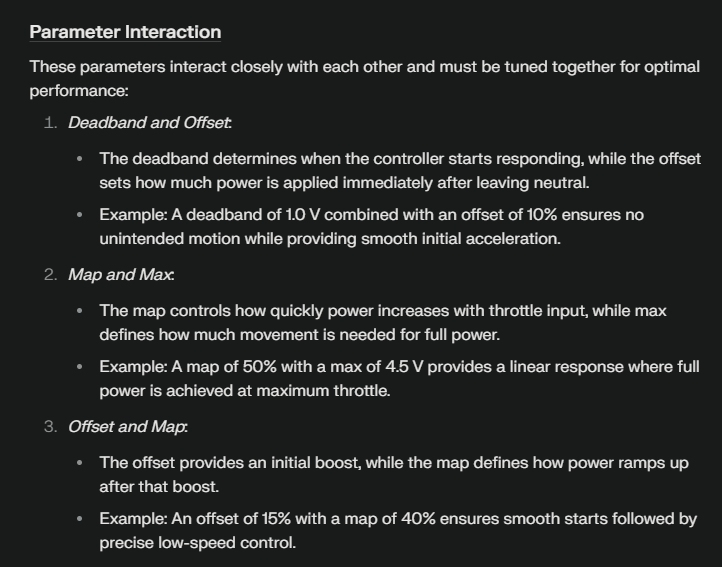 Parameter Interaction
These parameters interact closely with each other and must be tuned together for optimal
performance:
1. Deadband and Offset:
• The deadband determines when the controller starts responding, while the offset
sets how much power is applied immediately after leaving neutral.
• Example: A deadband of 1.0 V combined with an offset of 10% ensures no
unintended motion while providing smooth initial acceleration.
2. Map and Max:
• The map controls how quickly power increases with throttle input, while max
defines how much movement is needed for full power.
• Example: A map of 50% with a max of 4.5 V provides a linear response where full
power is achieved at maximum throttle.
3. Offset and Map:
• The offset provides an initial boost, while the map defines how power ramps up
after that boost.
• Example: An offset of 15% with a map of 40% ensures smooth starts followed by
precise low-speed control.